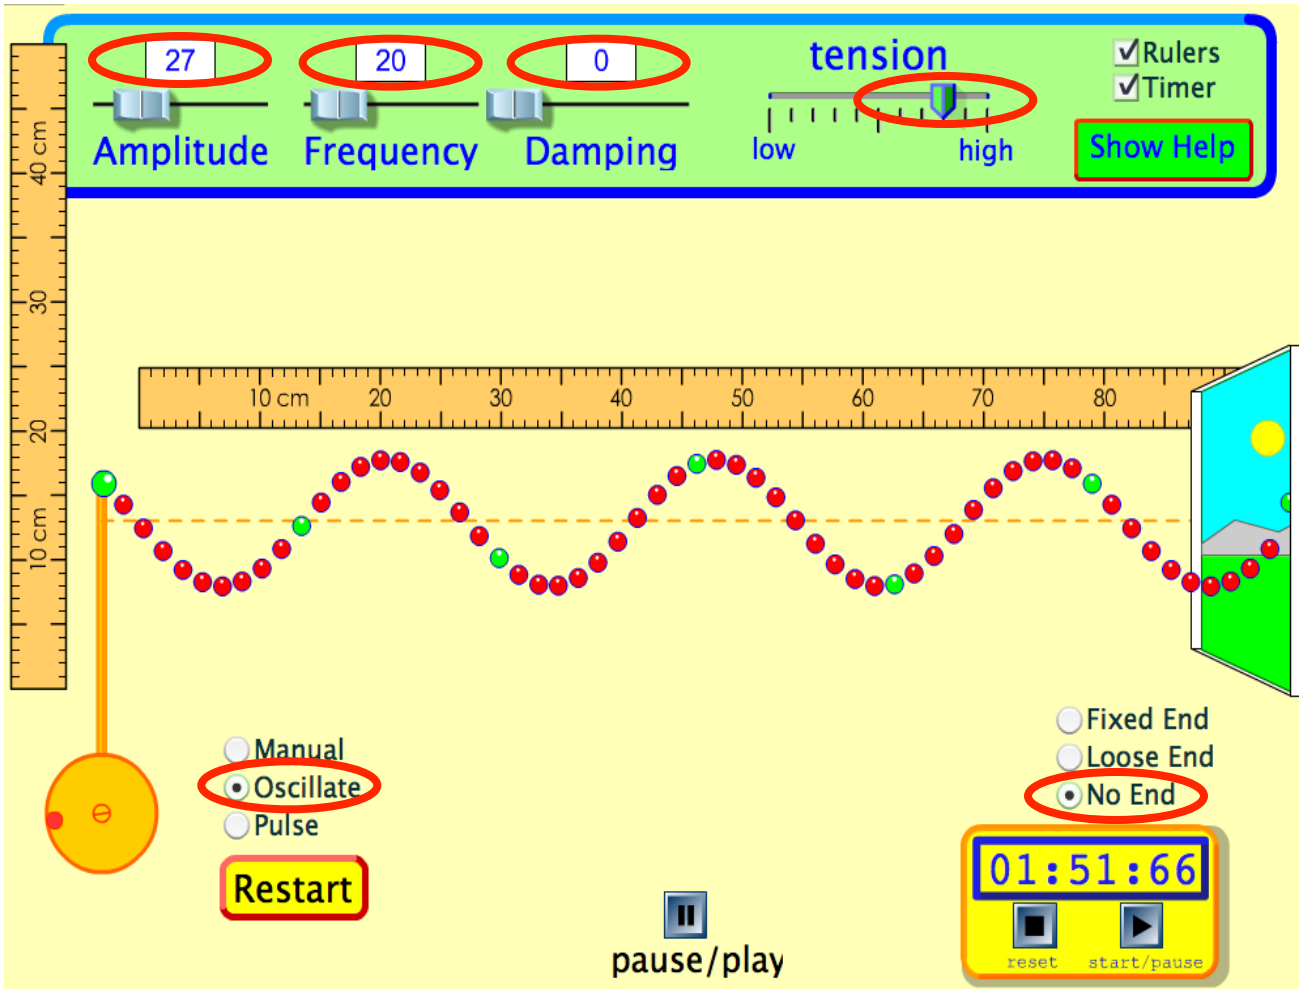 27
20
0
tension
Rulers
Timer
Amplitude
Frequency
Damping
low
high
Show Help
40 cm
30
20
10 cm
10 cm
20
30
40
50
60
70
80
Manual
Oscillate
Pulse
Restart
pause/play
Fixed End
Loose End
No End
01:51:66
reset
start/pause